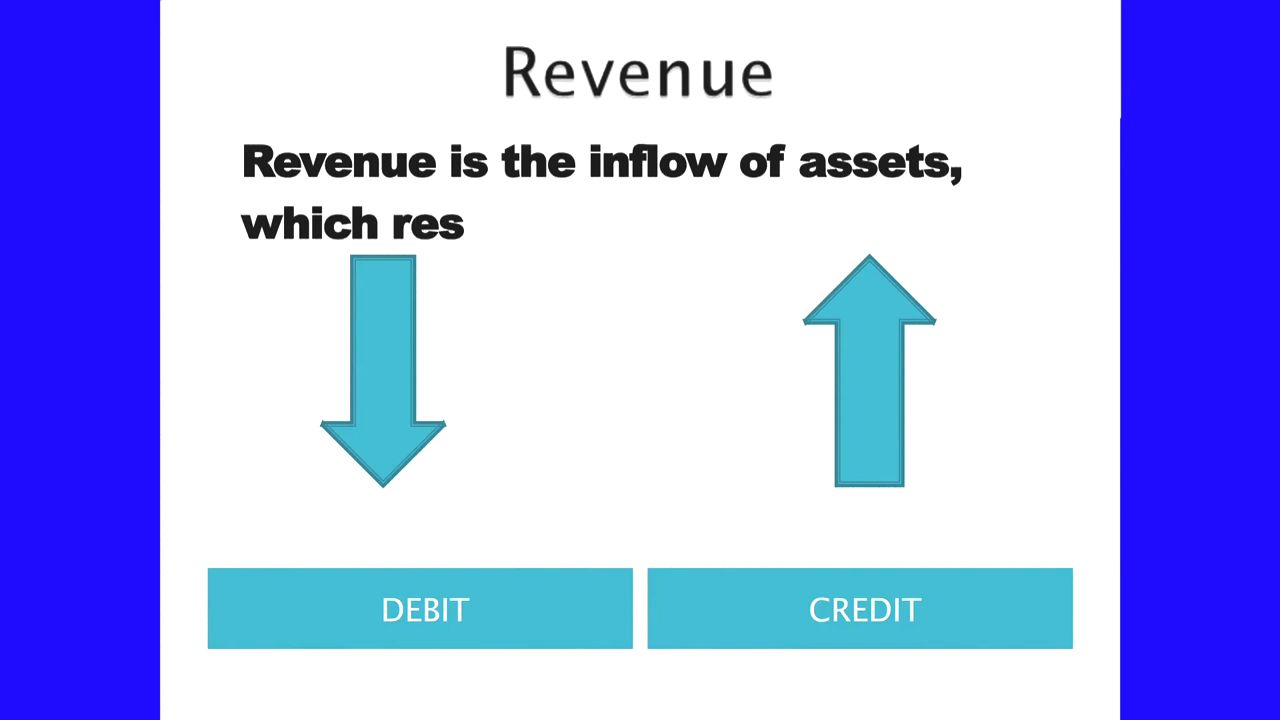 Revenue
Revenue is the inflow of assets,
which res
DEBIT
CREDIT